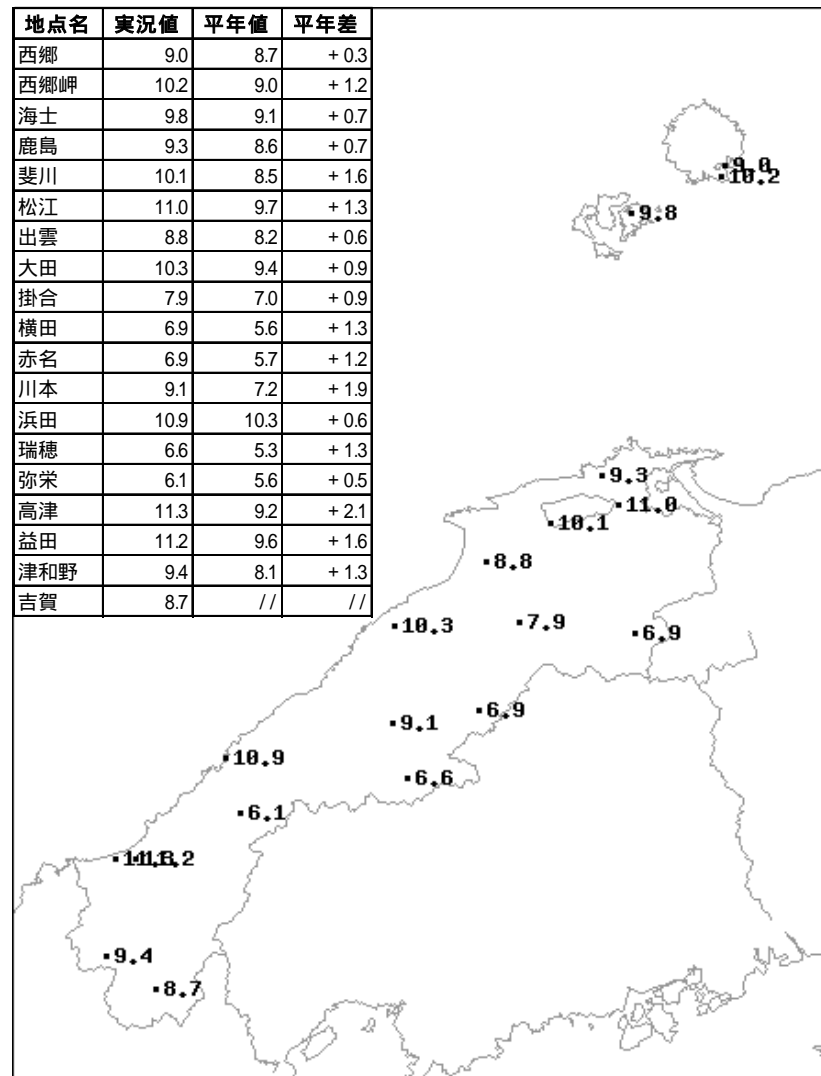 地点名 実況値 平年値 平年差
西郷 9.0 8.7 + 0.3
西郷岬 10.2 9.0 + 1.2
海士 9.8 9.1 + 0.7
鹿島 9.3 8.6 + 0.7
斐川 10.1 8.5 + 1.6
松江 11.0 9.7 + 1.3
出雲 8.8 8.2 + 0.6
大田 10.3 9.4 + 0.9
掛合 7.9 7.0 + 0.9
横田 6.9 5.6 + 1.3
赤名 6.9 5.7 + 1.2
川本 9.1 7.2 + 1.9
浜田 10.9 10.3 + 0.6
瑞穂 6.6 5.3 + 1.3
弥栄 6.1 5.6 + 0.5
高津 11.3 9.2 + 2.1
益田 11.2 9.6 + 1.6
津和野 9.4 8.1 + 1.3
吉賀 8.7 // //
9.0
10.2
9.8
9.3
11.0
10.1
8.8
10.3
7.9
6.9
6.9
9.1
10.9
6.6
6.1
9.4
8.7